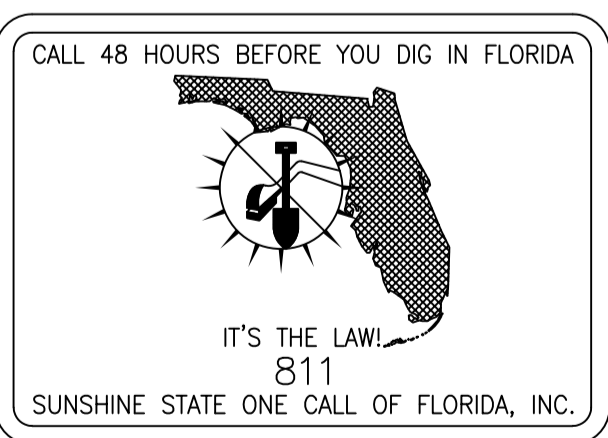 CALL 48 HOURS BEFORE YOU DIG IN FLORIDA
IT'S THE LAW!
811
SUNSHINE STATE ONE CALL OF FLORIDA, INC.